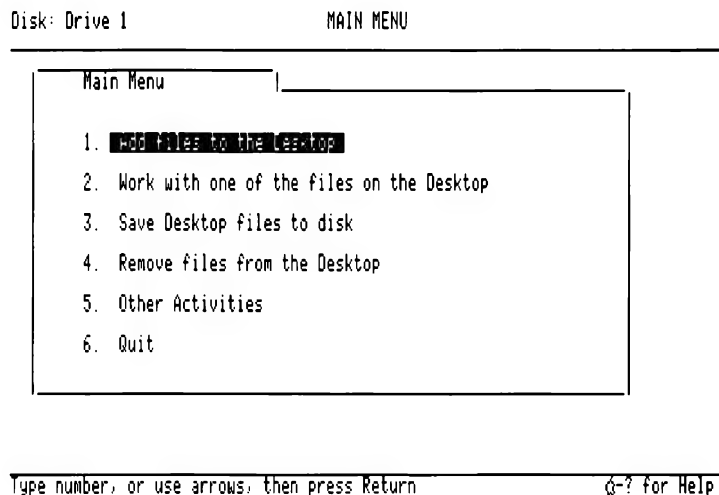 Disk: Drive 1 MAIN MENU
Main Menu
1. Add files to the Desktop
2. Work with one of the files on the Desktop
3. Save Desktop files to disk
4. Remove files from the Desktop
5. Other Activities
6. Quit
Type number, or use arrows, then press Return -? for Help